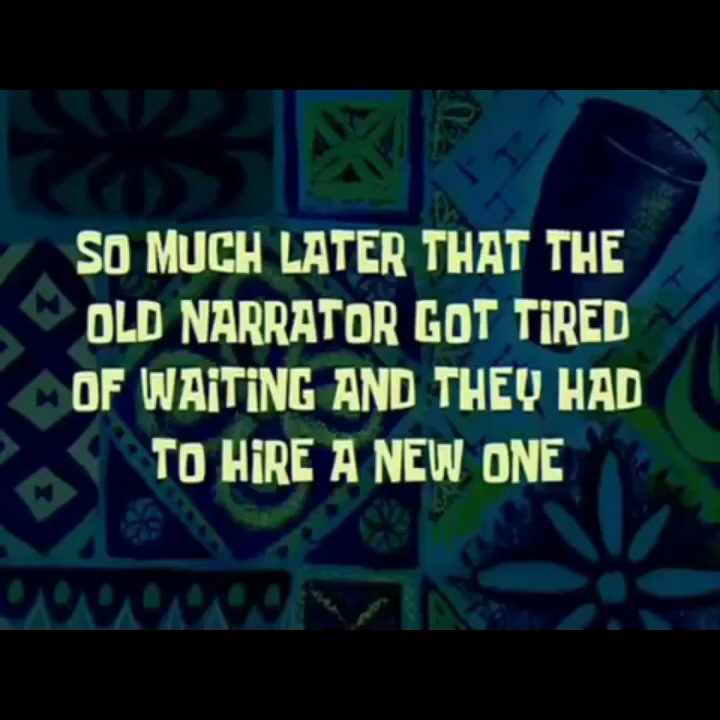 SO MUCH LATER THAT THE
OLD NARRATOR GOT TiRED
OF WAiTiNG AND THEY HAD
TO HiRE A NEW ONE